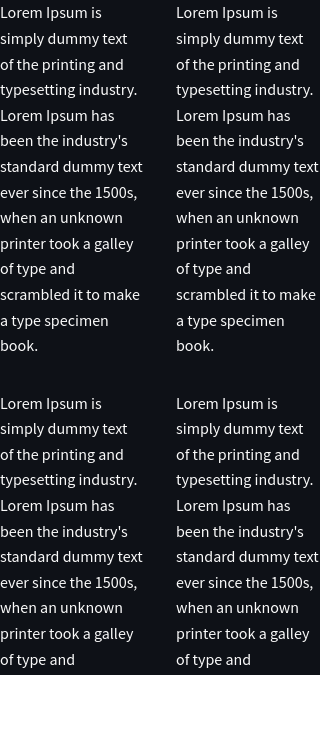 Lorem Ipsum is
simply dummy text
of the printing and
typesetting industry.
Lorem Ipsum has
been the industry's
standard dummy text
ever since the 1500s,
when an unknown
printer took a galley
of type and
scrambled it to make
a type specimen
book.
Lorem Ipsum is
simply dummy text
of the printing and
typesetting industry.
Lorem Ipsum has
been the industry's
standard dummy text
ever since the 1500s,
when an unknown
printer took a galley
of type and
scrambled it to make
a type specimen
book.
Lorem Ipsum is
simply dummy text
of the printing and
typesetting industry.
Lorem Ipsum has
been the industry's
standard dummy text
ever since the 1500s,
when an unknown
printer took a galley
of type and
Lorem Ipsum is
simply dummy text
of the printing and
typesetting industry.
Lorem Ipsum has
been the industry's
standard dummy text
ever since the 1500s,
when an unknown
printer took a galley
of type and